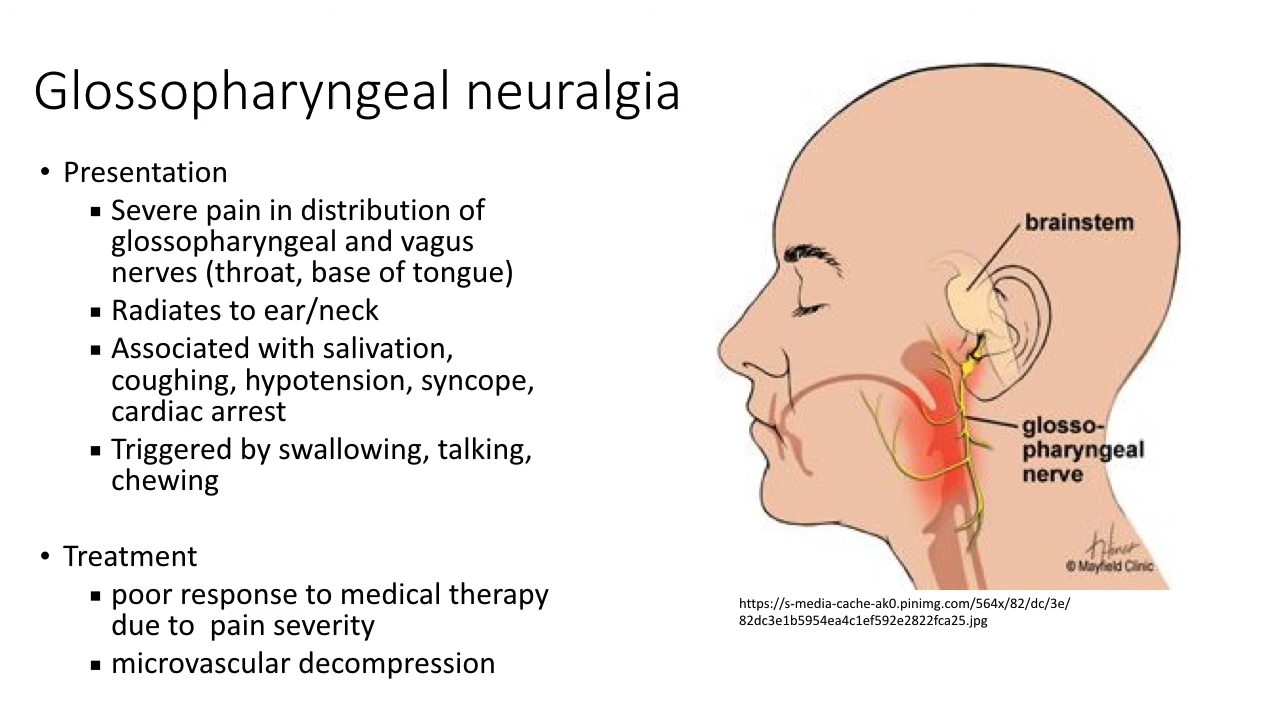 Glossopharyngeal neuralgia
• Presentation
▪ Severe pain in distribution of
glossopharyngeal and vagus
nerves (throat, base of tongue)
▪ Radiates to ear/neck
▪ Associated with salivation,
coughing, hypotension, syncope,
cardiac arrest
▪ Triggered by swallowing, talking,
chewing
• Treatment
▪ poor response to medical therapy
due to  pain severity
▪ microvascular decompression
brainstem
glosso-
pharyngeal
nerve
© Mayfield Clinic
https://s-media-cache-ak0.pinimg.com/564x/82/dc/3e/
82dc3e1b5954ea4c1ef592e2822fca25.jpg